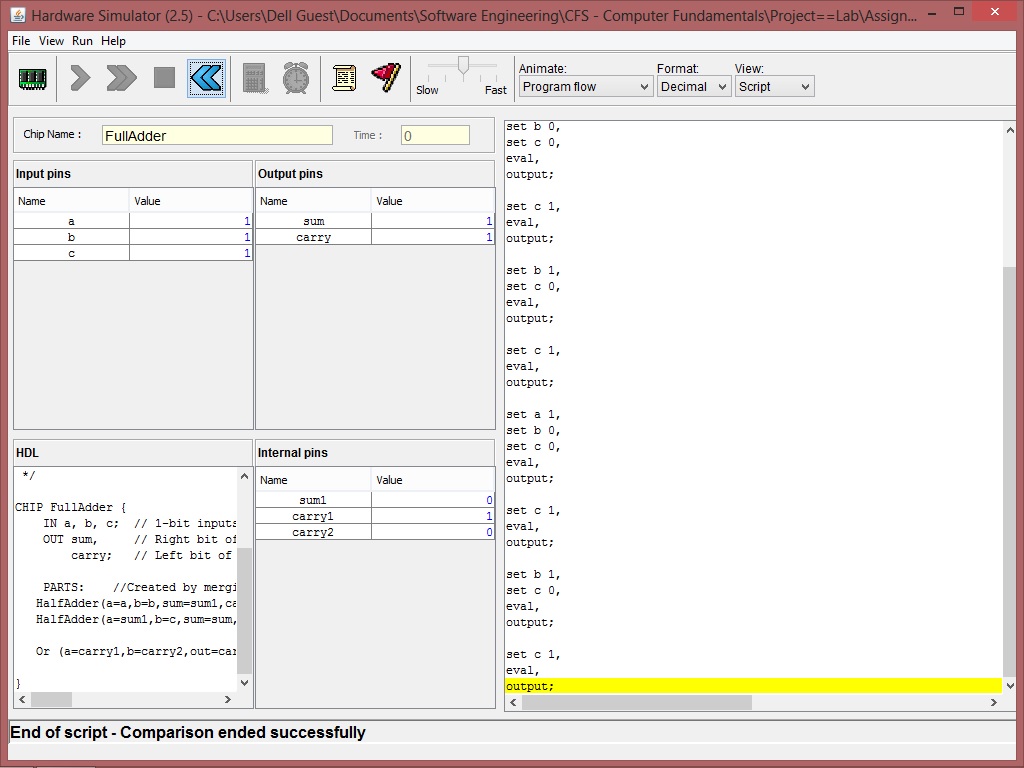 Hardware Simulator (2.5) - C:\Users\Dell Guest\Documents\Software Engineering\CFS - Computer Fundamentals\Project==Lab\Assign...
File View Run Help
Slow
Fast
Animate:
Program flow
Format:
Decimal
View:
Script
Chip Name :
FullAdder
Time :
0
Input pins
Name Value
a 1
b 1
c 1
Output pins
Name Value
sum 1
carry 1
HDL
*/
CHIP FullAdder {
IN a, b, c; // 1-bit inputs
OUT sum, // Right bit of
carry; // Left bit of
PARTS: //Created by mergi
HalfAdder(a=a,b=b,sum=sum1,ca
HalfAdder(a=sum1,b=c,sum=sum,
Or (a=carry1,b=carry2,out=car
}
Internal pins
Name Value
sum1 0
carry1 1
carry2 0
set b 0,
set c 0,
eval,
output;
set c 1,
eval,
output;
set b 1,
set c 0,
eval,
output;
set c 1,
eval,
output;
set a 1,
set b 0,
set c 0,
eval,
output;
set c 1,
eval,
output;
set b 1,
set c 0,
eval,
output;
set c 1,
eval,
output;
End of script - Comparison ended successfully